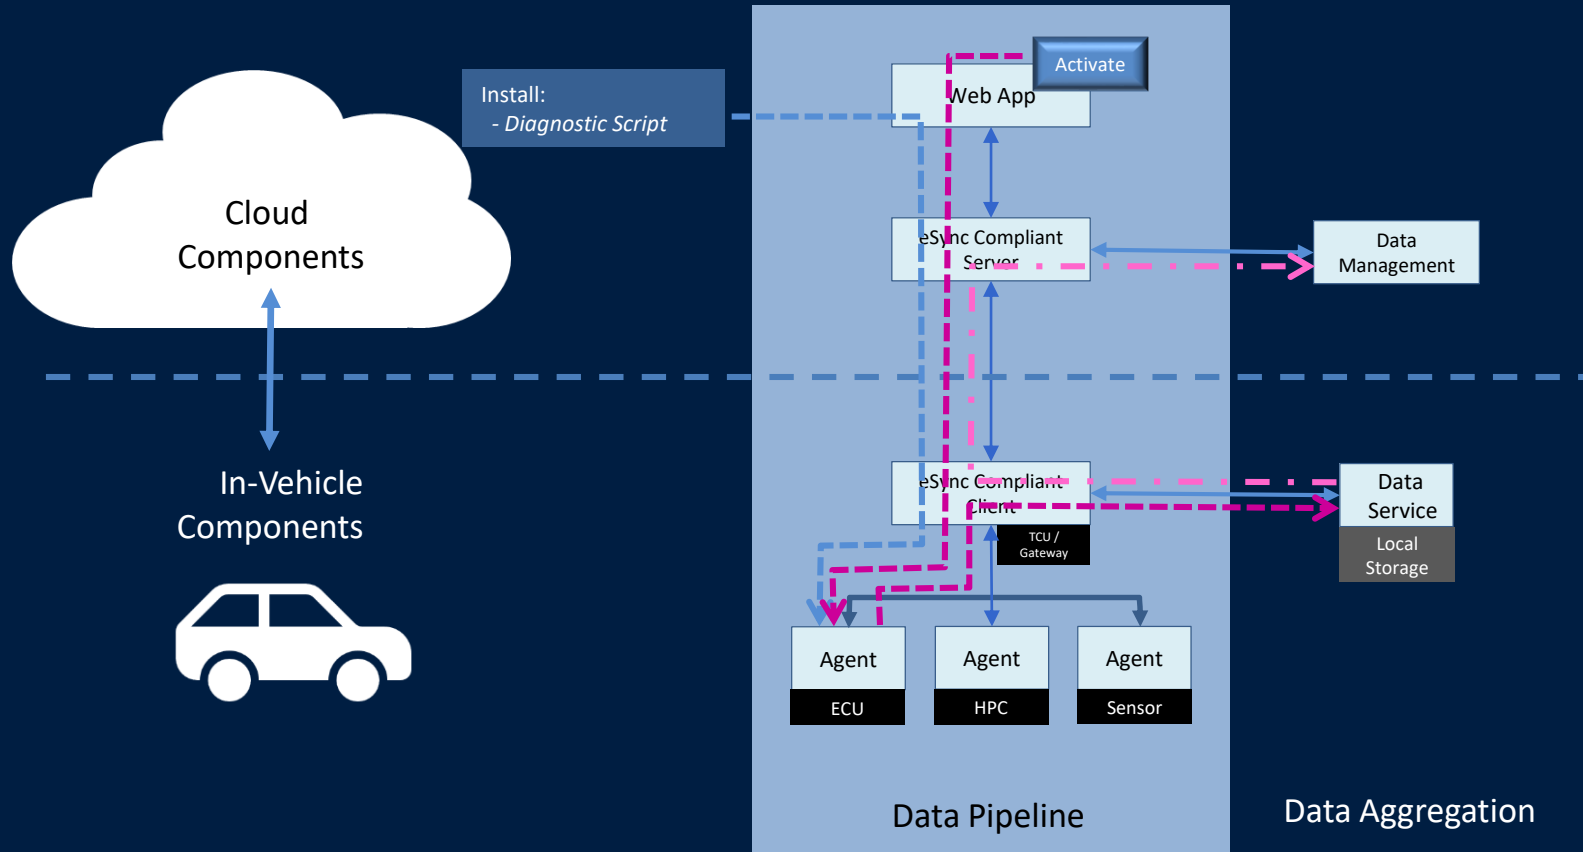 Activate
Install:
- Diagnostic Script
Web App
Cloud
Components
eSync Compliant
Server
Data
Management
In-Vehicle
Components
eSync Compliant
Client
TCU /
Gateway
Data
Service
Local
Storage
Agent
Agent
Agent
ECU
HPC
Sensor
Data Pipeline
Data Aggregation